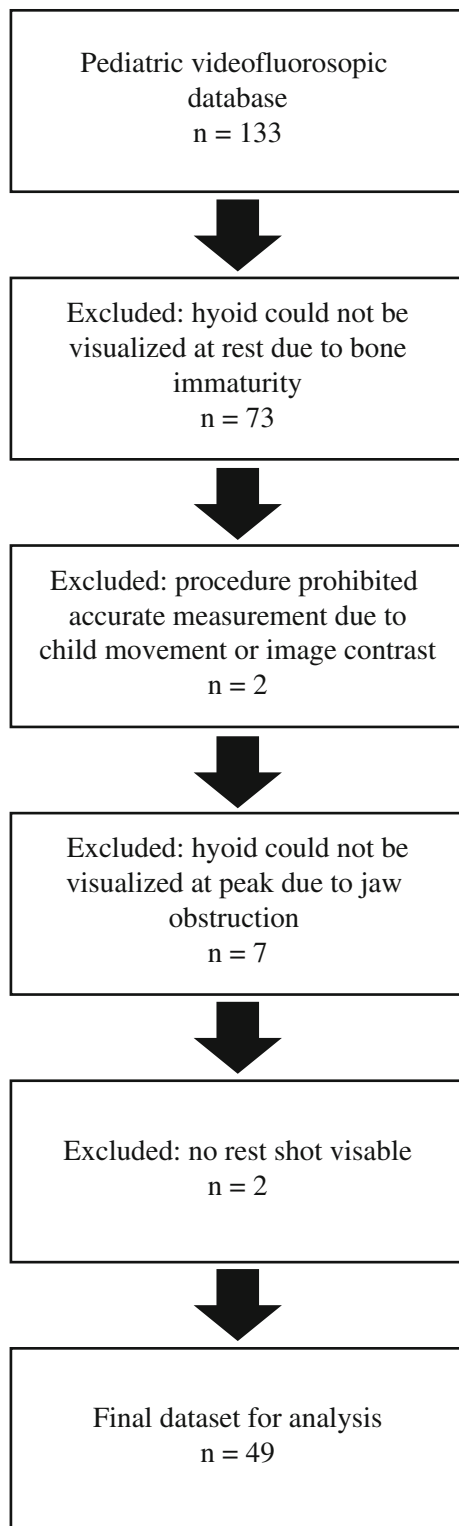 Pediatric videofluorosopic
database
n = 133
Excluded: hyoid could not be
visualized at rest due to bone
immaturity
n = 73
Excluded: procedure prohibited
accurate measurement due to
child movement or image contrast
n = 2
Excluded: hyoid could not be
visualized at peak due to jaw
obstruction
n = 7
Excluded: no rest shot visable
n = 2
Final dataset for analysis
n = 49